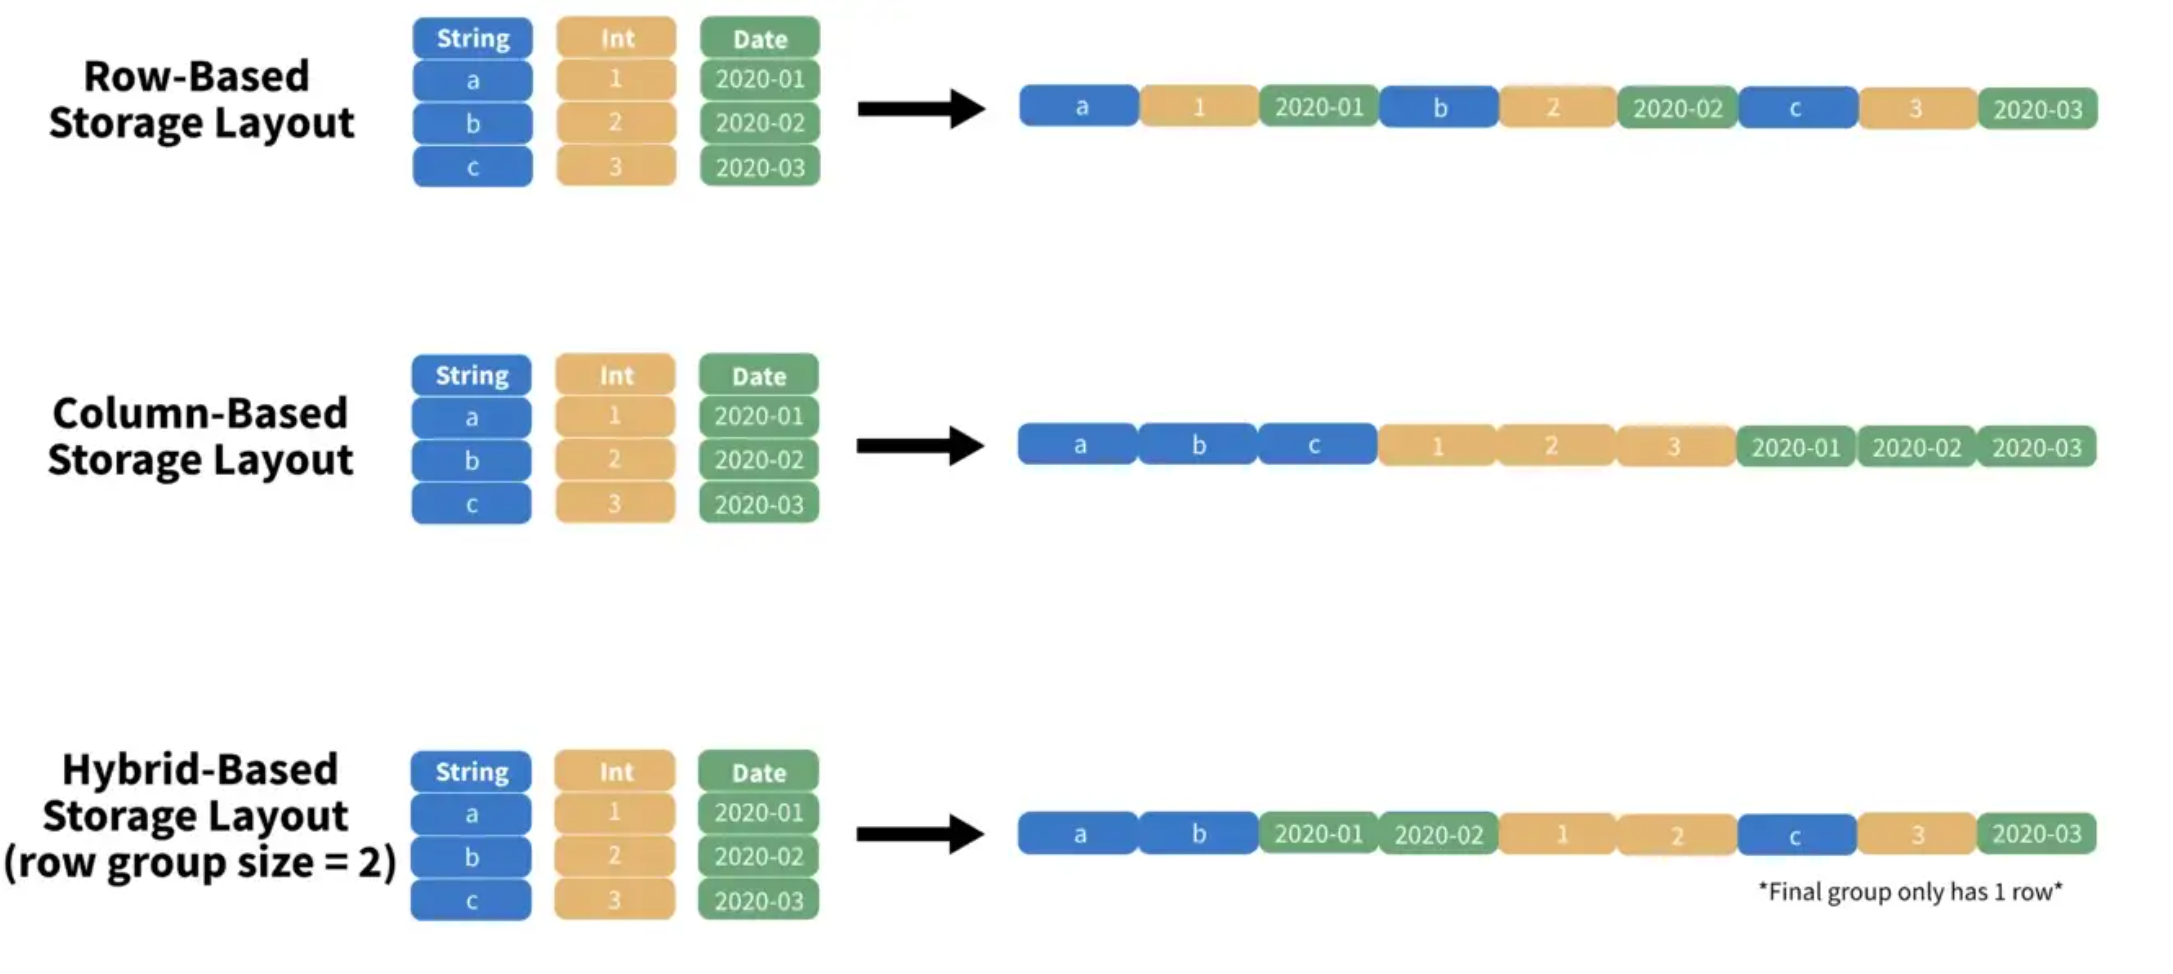 Row-Based
Storage Layout
String Int Date
a 1 2020-01
b 2 2020-02
c 3 2020-03
a 1 2020-01 b 2 2020-02 c 3 2020-03
Column-Based
Storage Layout
String Int Date
a 1 2020-01
b 2 2020-02
c 3 2020-03
a b c 1 2 3 2020-01 2020-02 2020-03
Hybrid-Based
Storage Layout
(row group size = 2)
String Int Date
a 1 2020-01
b 2 2020-02
c 3 2020-03
a b 2020-01 2020-02 1 2 c 3 2020-03
*Final group only has 1 row*